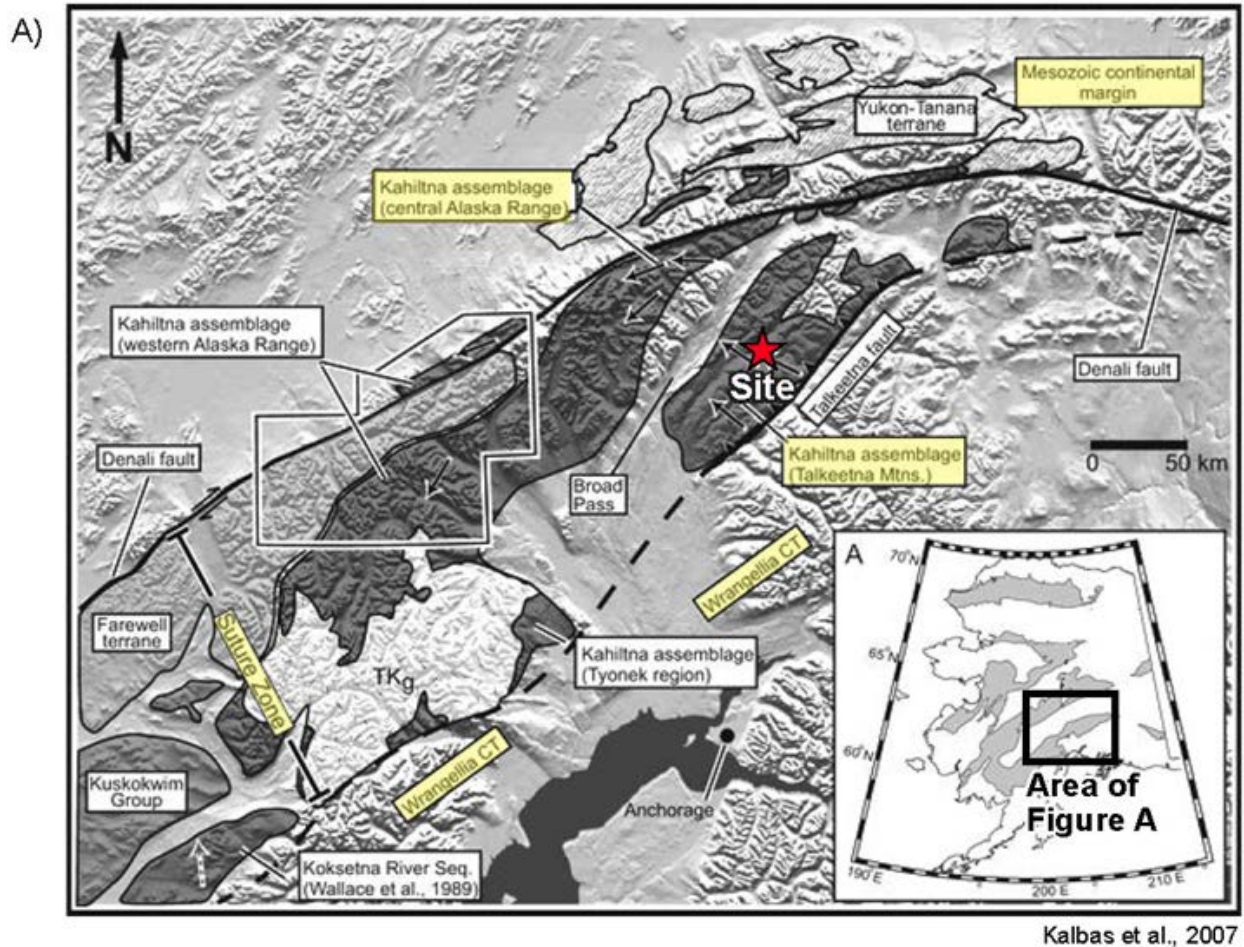 A)
N
Mesozoic continental
margin
Yukon-Tanana
terrane
Kahiltna assemblage
(central Alaska Range)
Kahiltna assemblage
(western Alaska Range)
Site
Talkeetna fault
Denali fault
Kahiltna assemblage
(Talkeetna Mtns.)
0 50 km
Denali fault
Broad
Pass
Wrangellia CT
Farewell
terrane
Suture Zone
Kahiltna assemblage
(Tyonek region)
TKg
Wrangellia CT
Kuskokwim
Group
Anchorage
Koksetna River Seq.
(Wallace et al., 1989)
A
70°N
65°N
60°N
Area of
Figure A
190°E
200°E
210°E
Kalbas et al., 2007